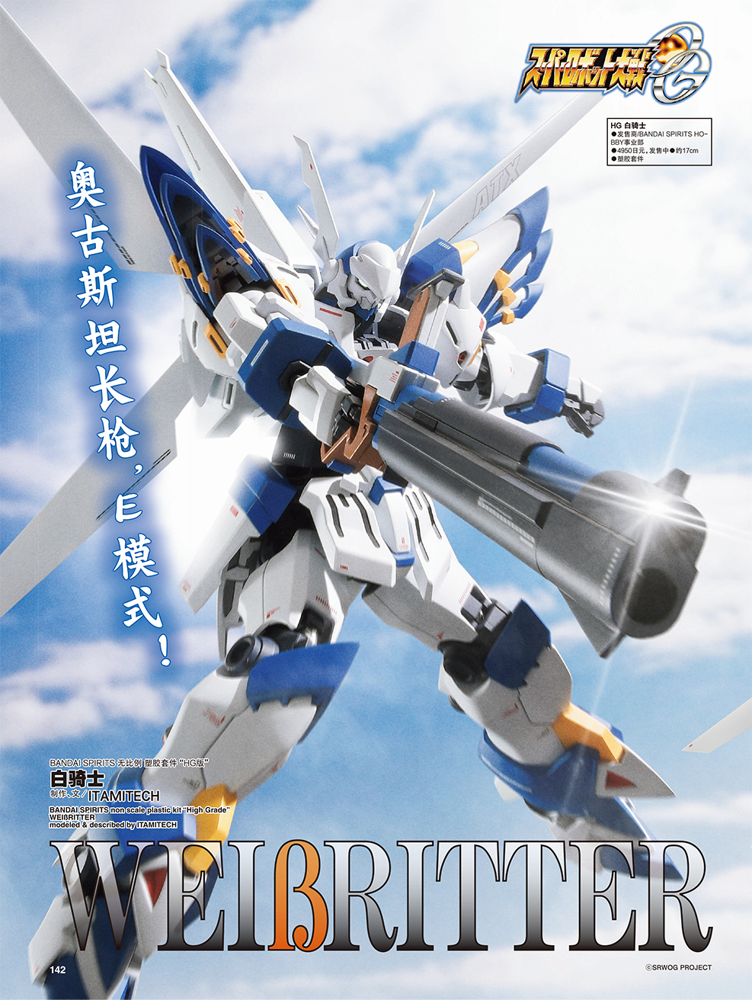 スーパーロボット大戦OG
HG 白骑士
●发售商/BANDAI SPIRITS HO-
BBY事业部
●4950日元，发售中●约17cm
●塑胶套件
ATX
奥古斯坦长枪，E模式！
BANDAI SPIRITS 无比例 塑胶套件“HG版”
白骑士
制作、文／ITAMITECH
BANDAI SPIRITS non scale plastic kit “High Grade”
WEIßRITTER
modeled & described by ITAMITECH
WEIßRITTER
142
©SRWOG PROJECT